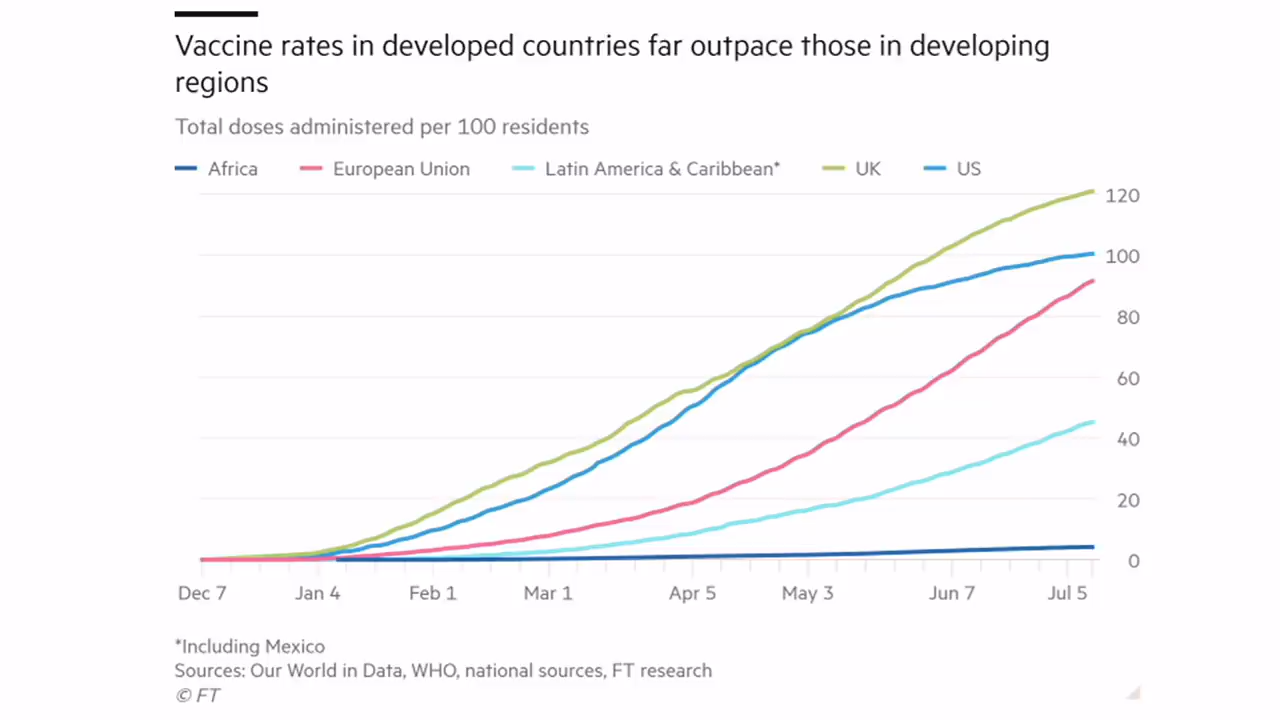 Vaccine rates in developed countries far outpace those in developing
regions
Total doses administered per 100 residents
Africa European Union Latin America & Caribbean* UK US
120
100
80
60
40
20
0
Dec 7 Jan 4 Feb 1 Mar 1 Apr 5 May 3 Jun 7 Jul 5
*Including Mexico
Sources: Our World in Data, WHO, national sources, FT research
© FT